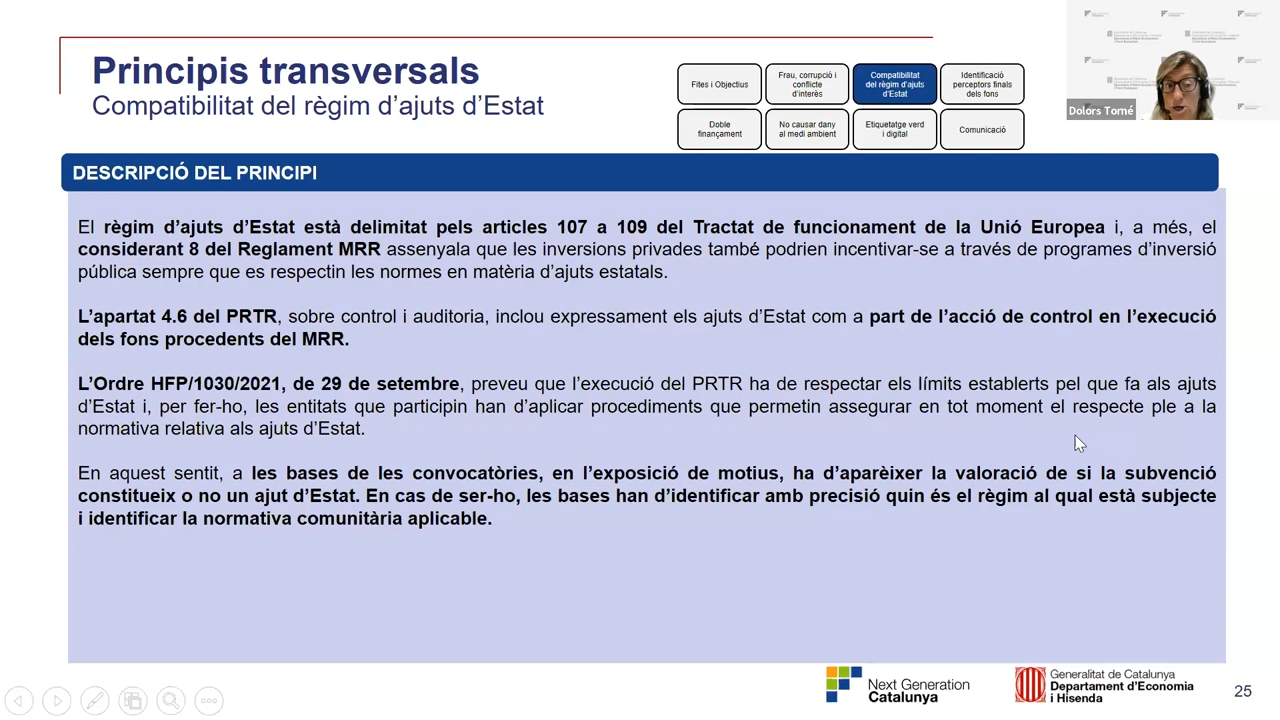 Principis transversals
Compatibilitat del règim d’ajuts d’Estat
Fites i Objectius
Frau, corrupció i
conflicte
d’interès
Compatibilitat
del règim d’ajuts
d’Estat
Identificació
perceptors finals
dels fons
Doble
finançament
No causar dany
al medi ambient
Etiquetatge verd
i digital
Comunicació
Dolors Torné
DESCRIPCIÓ DEL PRINCIPI
El règim d’ajuts d’Estat està delimitat pels articles 107 a 109 del Tractat de funcionament de la Unió Europea i, a més, el
considerant 8 del Reglament MRR assenyala que les inversions privades també podrien incentivar-se a través de programes d’inversió
pública sempre que es respectin les normes en matèria d’ajuts estatals.
L’apartat 4.6 del PRTR, sobre control i auditoria, inclou expressament els ajuts d’Estat com a part de l’acció de control en l’execució
dels fons procedents del MRR.
L’Ordre HFP/1030/2021, de 29 de setembre, preveu que l’execució del PRTR ha de respectar els límits establerts pel que fa als ajuts
d’Estat i, per fer-ho, les entitats que participin han d’aplicar procediments que permetin assegurar en tot moment el respecte ple a la
normativa relativa als ajuts d’Estat.
En aquest sentit, a les bases de les convocatòries, en l’exposició de motius, ha d’aparèixer la valoració de si la subvenció
constitueix o no un ajut d’Estat. En cas de ser-ho, les bases han d’identificar amb precisió quin és el règim al qual està subjecte
i identificar la normativa comunitària aplicable.
Next Generation
Catalunya
Generalitat de Catalunya
Departament d’Economia
i Hisenda
25